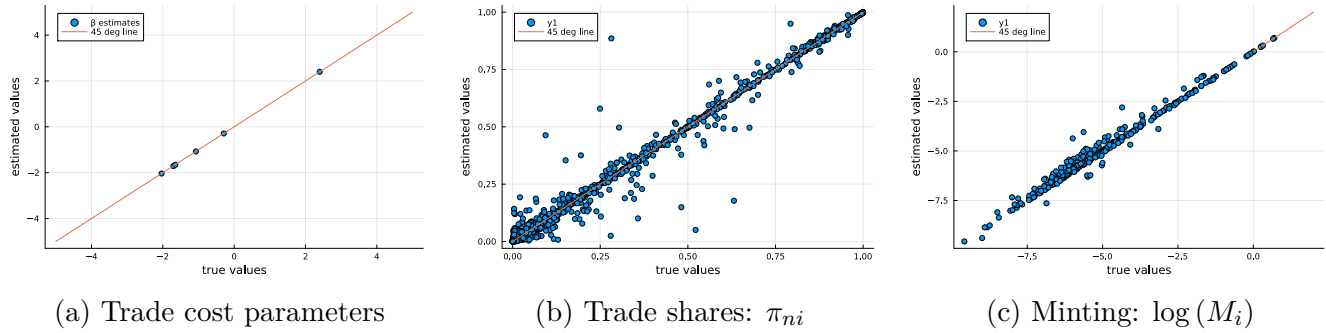 β estimates
45 deg line
estimated values
4
2
0
−2
−4
−4
−2
0
2
4
true values
(a) Trade cost parameters
y1
45 deg line
estimated values
1.00
0.75
0.50
0.25
0.00
0.00
0.25
0.50
0.75
1.00
true values
(b) Trade shares: πni
y1
45 deg line
estimated values
0.0
−2.5
−5.0
−7.5
−7.5
−5.0
−2.5
0.0
true values
(c) Minting: log (Mi)